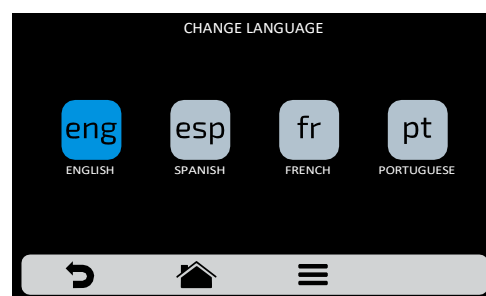 CHANGE LANGUAGE
eng esp fr pt
ENGLISH SPANISH FRENCH PORTUGUESE